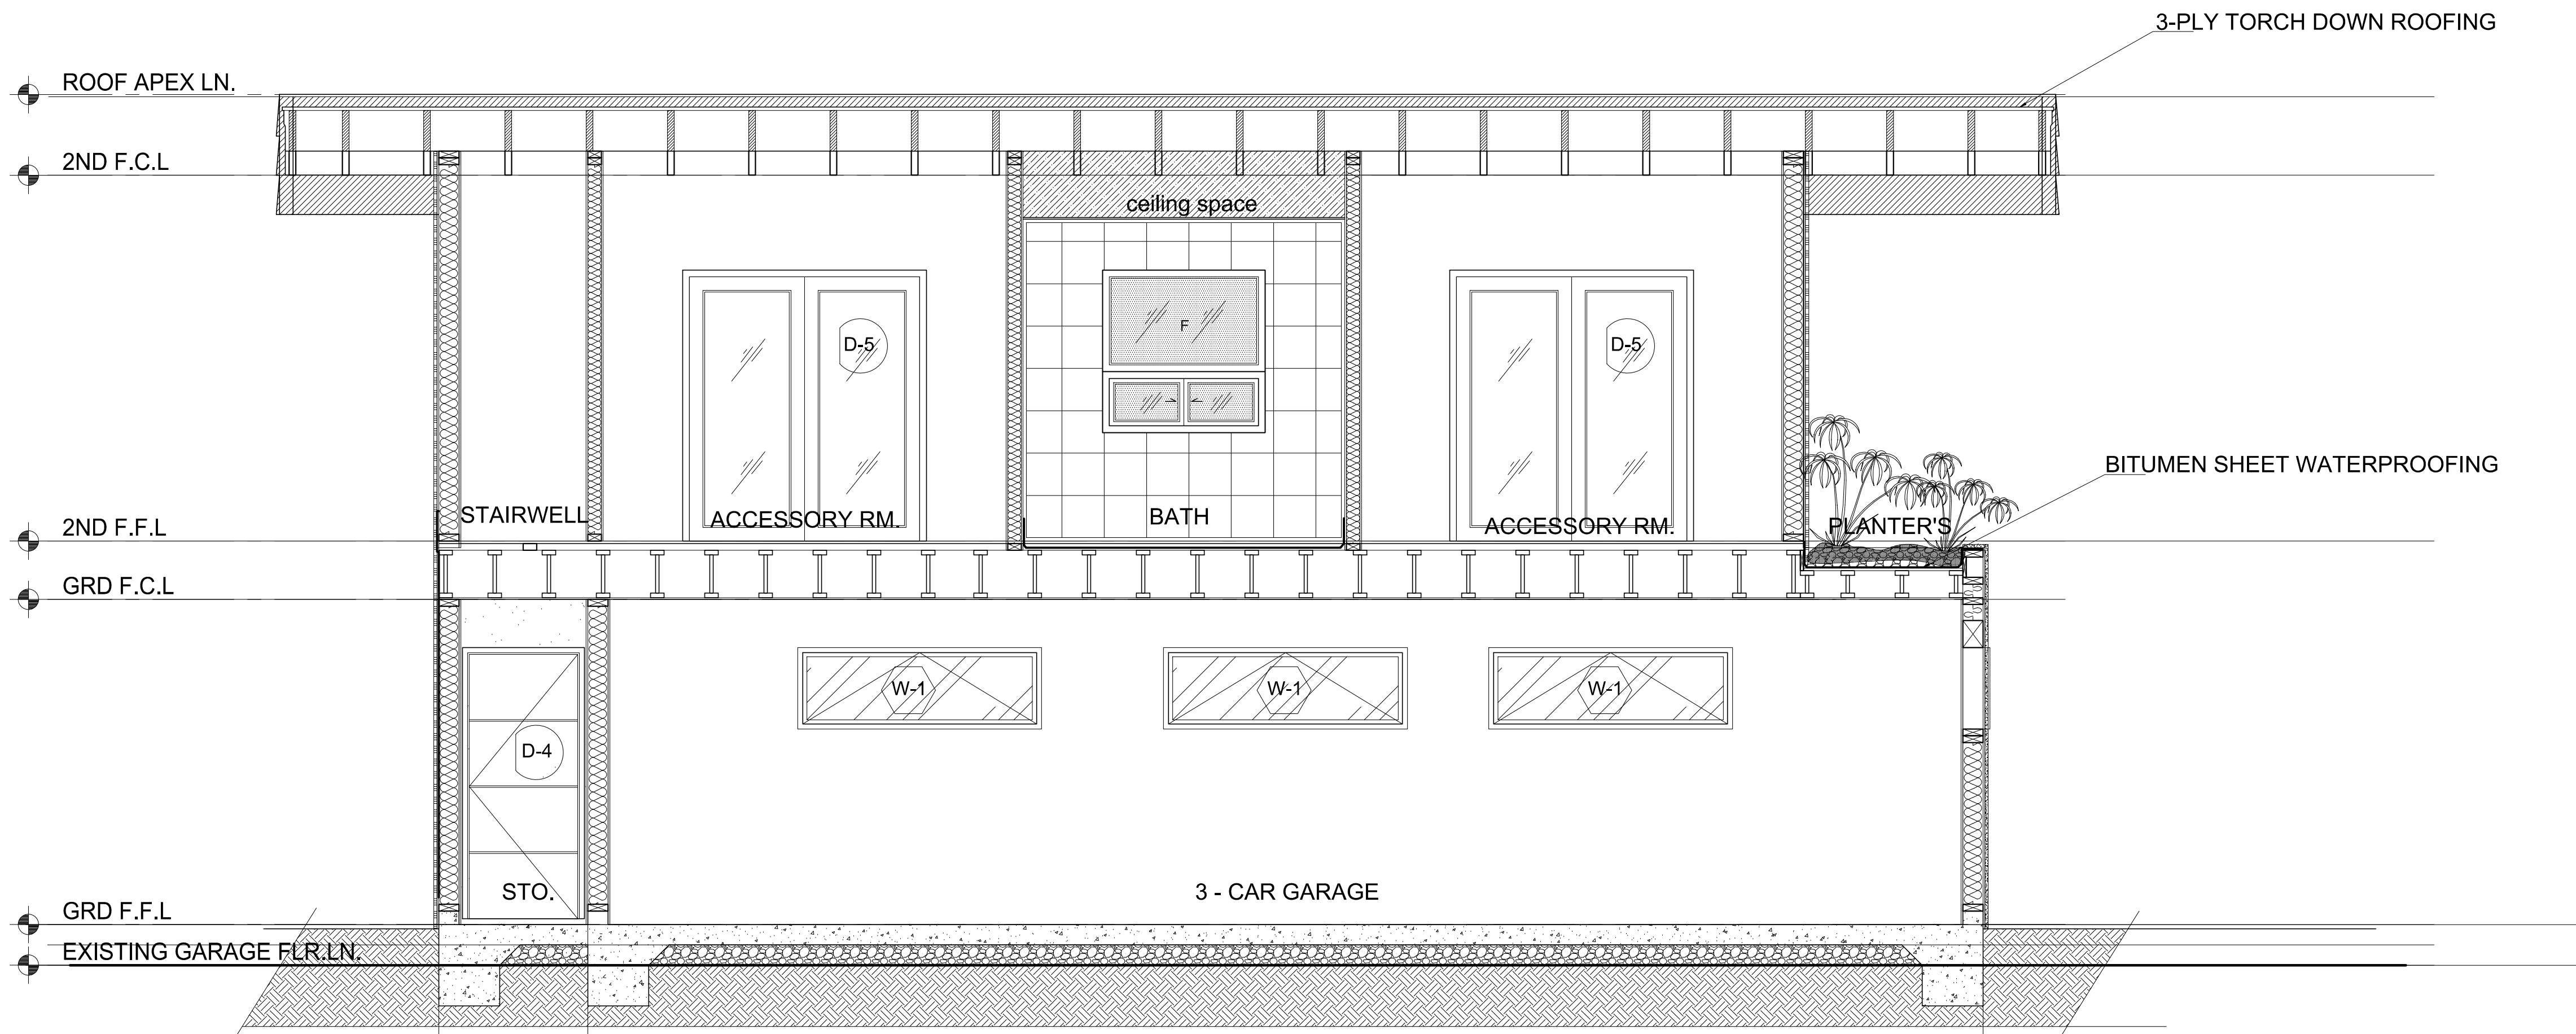 3-PLY TORCH DOWN ROOFING
ROOF APEX LN.
2ND F.C.L
ceiling space
F
D-5
D-5
BITUMEN SHEET WATERPROOFING
STAIRWELL
ACCESSORY RM.
BATH
ACCESSORY RM.
PLANTER'S
2ND F.F.L
GRD F.C.L
W-1
W-1
W-1
D-4
STO.
3 - CAR GARAGE
GRD F.F.L
EXISTING GARAGE FLR.LN.